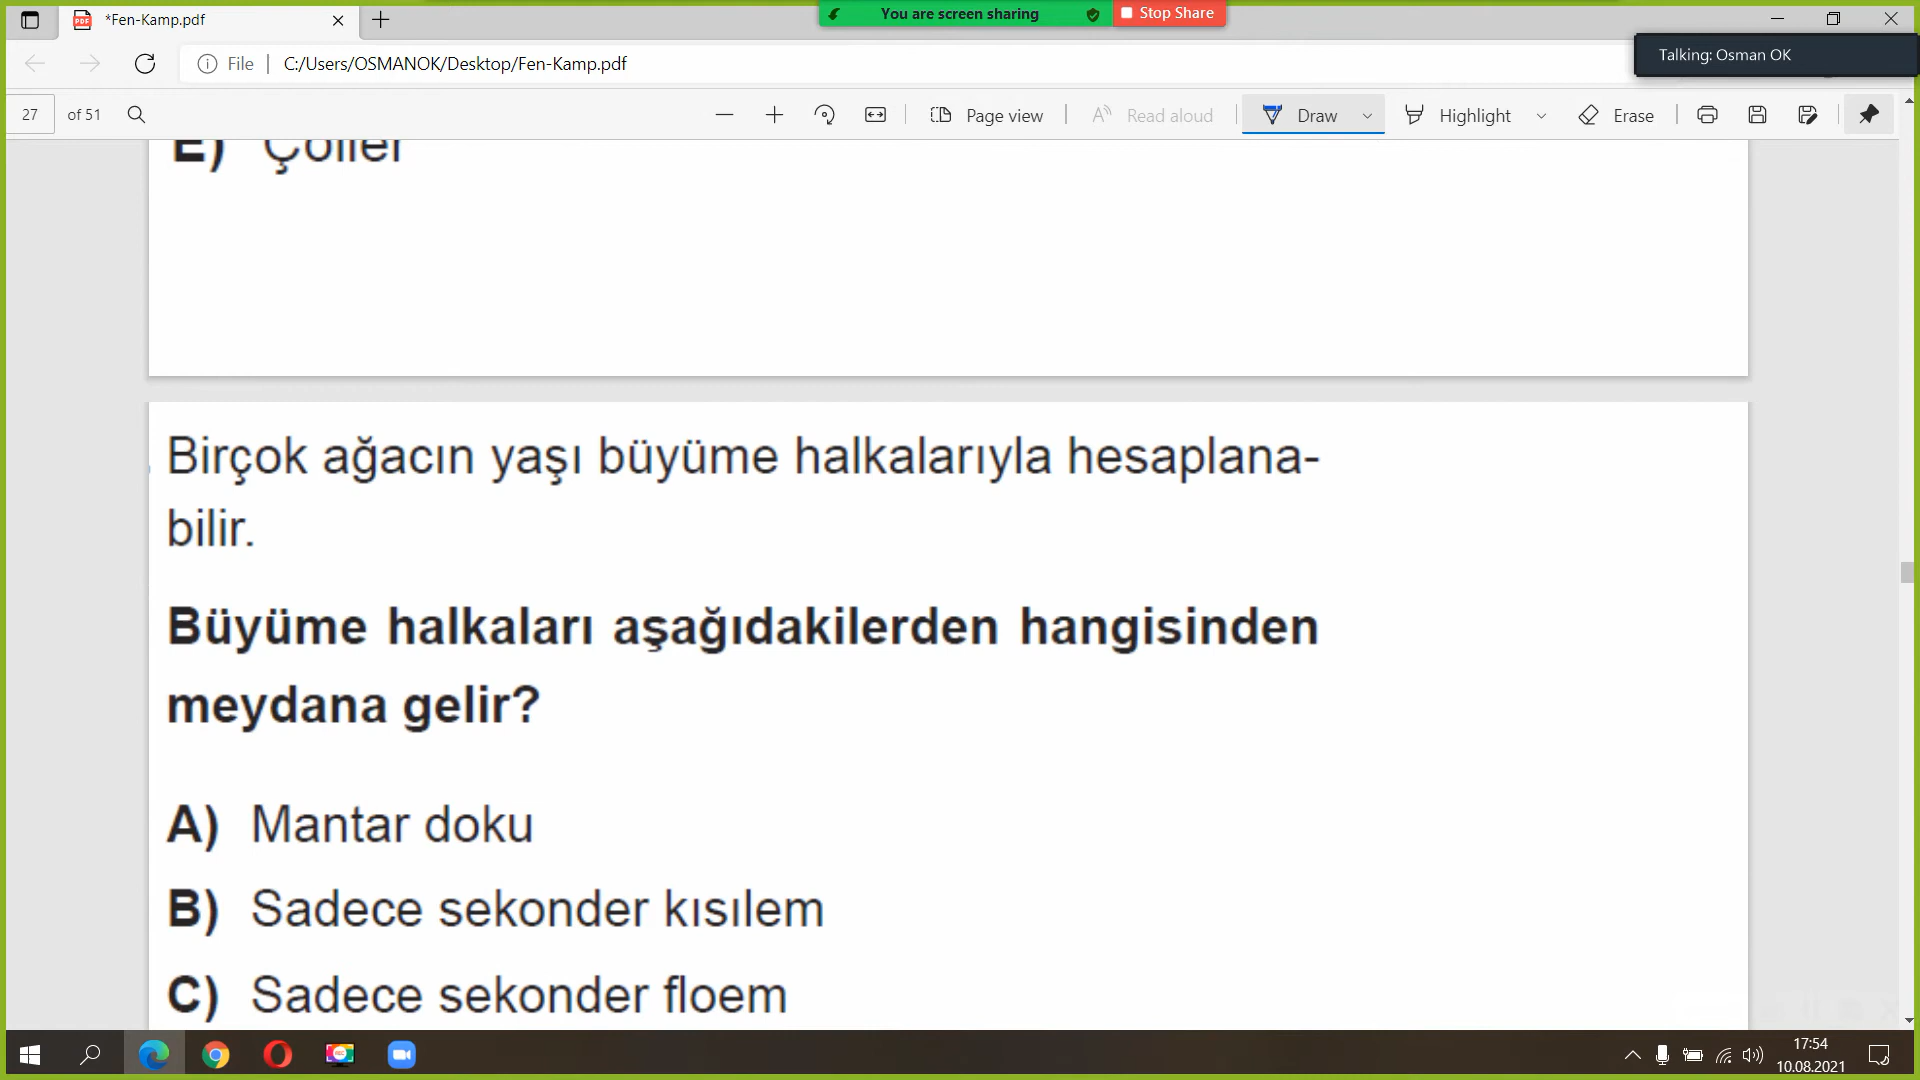 *Fen-Kamp.pdf
You are screen sharing
Stop Share
Talking: Osman OK
File
C:/Users/OSMANOK/Desktop/Fen-Kamp.pdf
27 of 51
Page view
Read aloud
Draw
Highlight
Erase
E) Çöller
Birçok ağacın yaşı büyüme halkalarıyla hesaplana-
bilir.
Büyüme halkaları aşağıdakilerden hangisinden
meydana gelir?
A) Mantar doku
B) Sadece sekonder kısılem
C) Sadece sekonder floem
17:54
10.08.2021